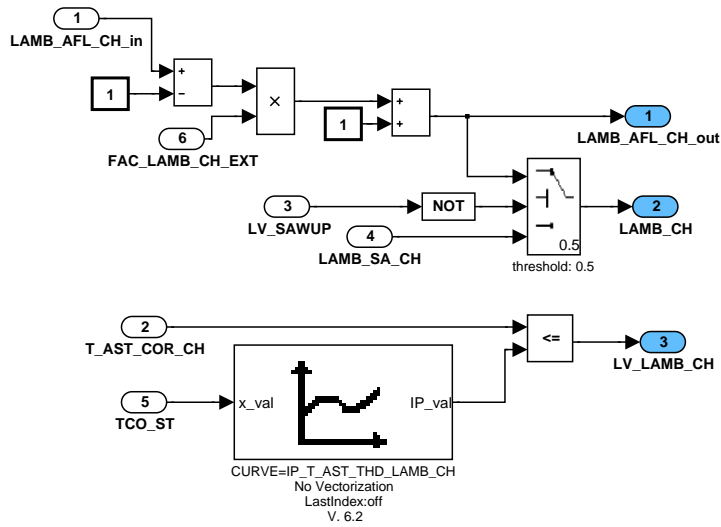 1
LAMB_AFL_CH_in
+
−
1
×
6
FAC_LAMB_CH_EXT
1
+
+
1
LAMB_AFL_CH_out
3
LV_SAWUP
NOT
4
LAMB_SA_CH
0.5
threshold: 0.5
2
LAMB_CH
2
T_AST_COR_CH
<=
3
LV_LAMB_CH
5
TCO_ST
x_val
IP_val
CURVE=IP_T_AST_THD_LAMB_CH
No Vectorization
LastIndex:off
V. 6.2